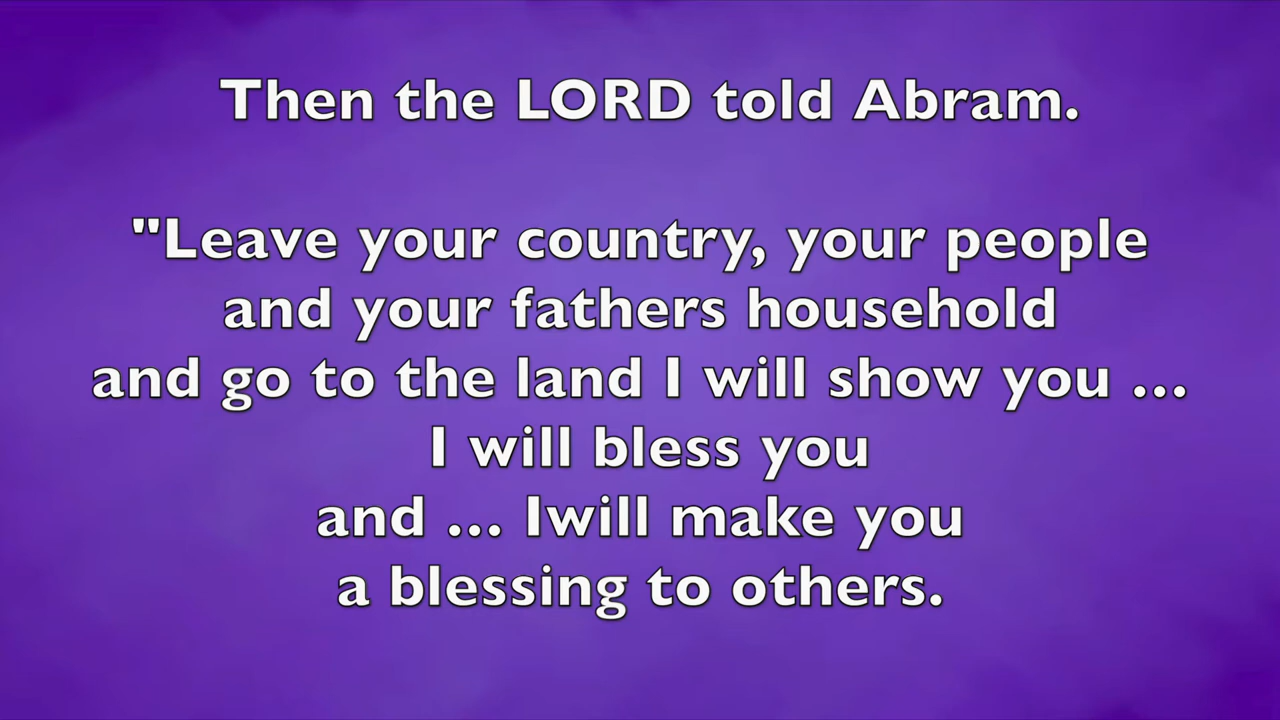 Then the LORD told Abram.
"Leave your country, your people
and your fathers household
and go to the land I will show you ...
I will bless you
and ... Iwill make you
a blessing to others.